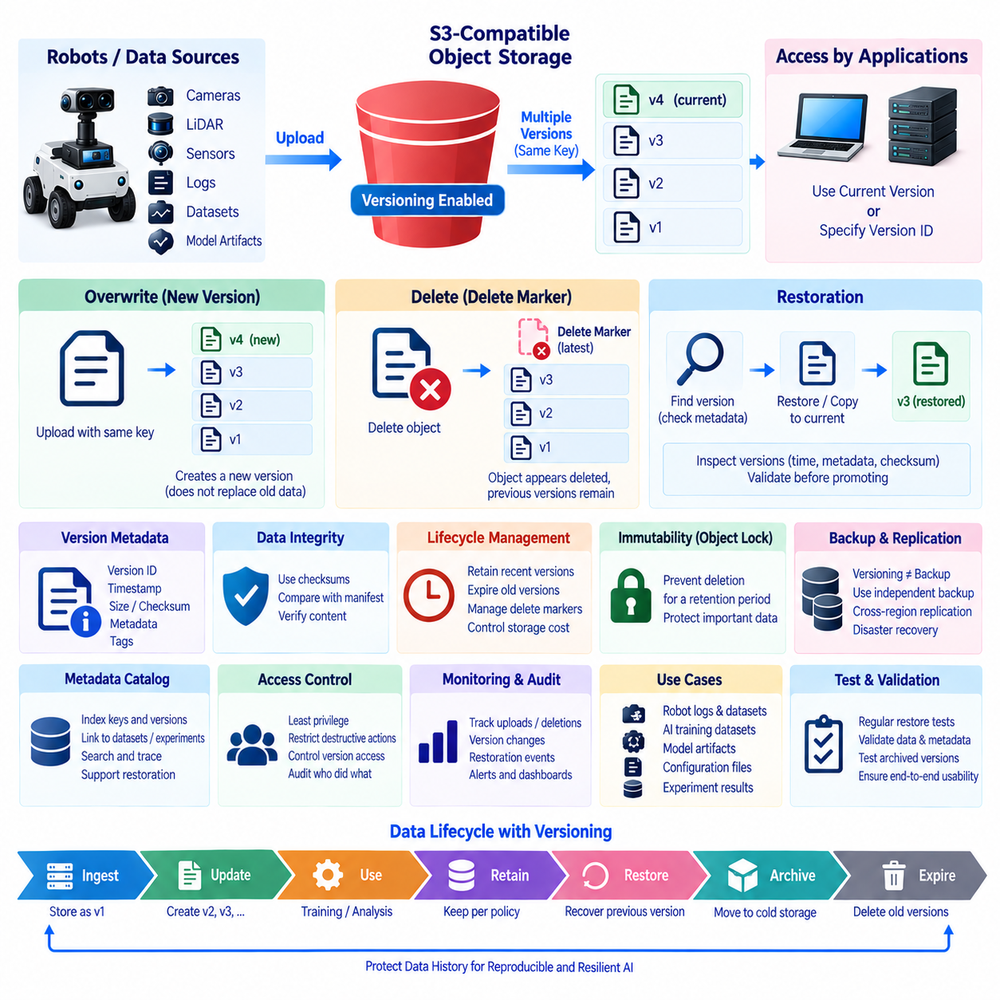 S3-Compatible
Object Storage
Robots / Data Sources
Cameras
LiDAR
Sensors
Logs
Datasets
Model Artifacts
Upload
Versioning Enabled
Multiple
Versions
(Same Key)
v4 (current)
v3
v2
v1
Access by Applications
Use Current Version
or
Specify Version ID
Overwrite (New Version)
Upload with same key
v4 (new)
v3
v2
v1
Creates a new version
(does not replace old data)
Delete (Delete Marker)
Delete object
Delete Marker
(latest)
v3
v2
v1
Object appears deleted,
previous versions remain
Restoration
Find version
(check metadata)
Restore / Copy
to current
v3 (restored)
Inspect versions (time, metadata, checksum)
Validate before promoting
Version Metadata
Version ID
Timestamp
Size / Checksum
Metadata
Tags
Data Integrity
Use checksums
Compare with manifest
Verify content
Lifecycle Management
Retain recent versions
Expire old versions
Manage delete markers
Control storage cost
Immutability (Object Lock)
Prevent deletion
for a retention period
Protect important data
Backup & Replication
Versioning ≠ Backup
Use independent backup
Cross-region replication
Disaster recovery
Metadata Catalog
Index keys and versions
Link to datasets / experiments
Search and trace
Support restoration
Access Control
Least privilege
Restrict destructive actions
Control version access
Audit who did what
Monitoring & Audit
Track uploads / deletions
Version changes
Restoration events
Alerts and dashboards
Use Cases
Robot logs & datasets
AI training datasets
Model artifacts
Configuration files
Experiment results
Test & Validation
Regular restore tests
Validate data & metadata
Test archived versions
Ensure end-to-end usability
Data Lifecycle with Versioning
Ingest
Update
Use
Retain
Restore
Archive
Expire
Store as v1
Create v2, v3, ...
Training / Analysis
Keep per policy
Recover previous version
Move to cold storage
Delete old versions
Protect Data History for Reproducible and Resilient AI